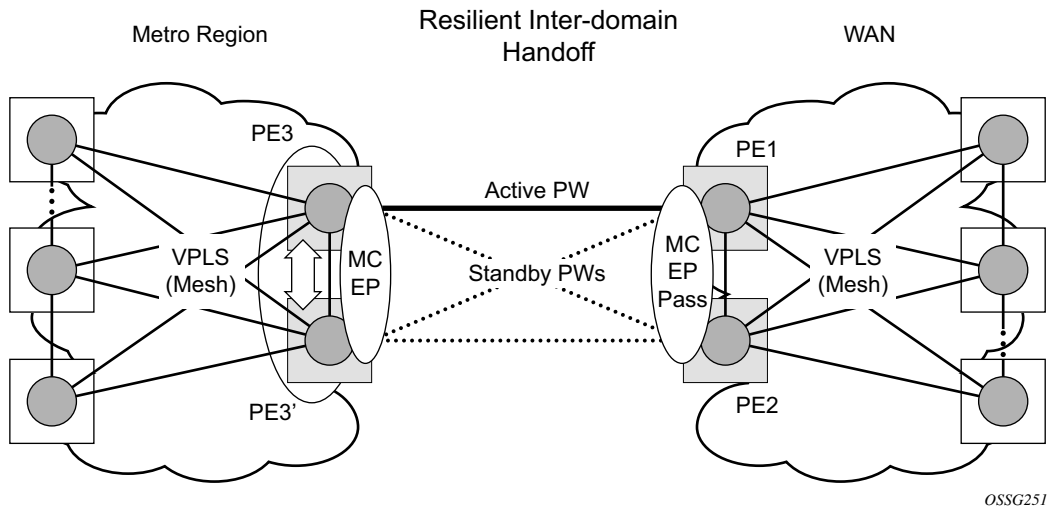 Resilient Inter-domain
Handoff
Metro Region
WAN
PE3
PE1
Active PW
VPLS
(Mesh)
MC
EP
Standby PWs
MC
EP
Pass
VPLS
(Mesh)
PE3’
PE2
OSSG251